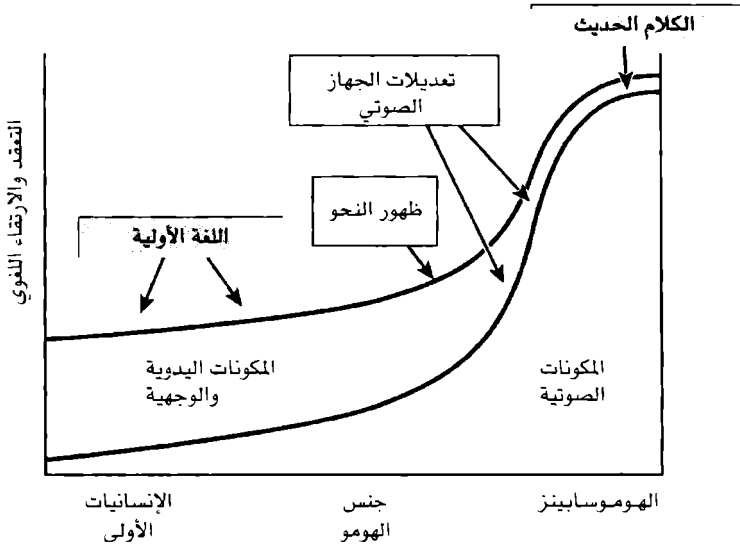 الكلام الحديث
تعديلات الجهاز
الصوتي
ظهور النحو
اللغة الأولية
التعقد والارتقاء اللغوي
المكونات اليدوية
والوجهية
المكونات
الصوتية
الإنسانيات
الأولى
جنس
الهومو
الهوموسابينز